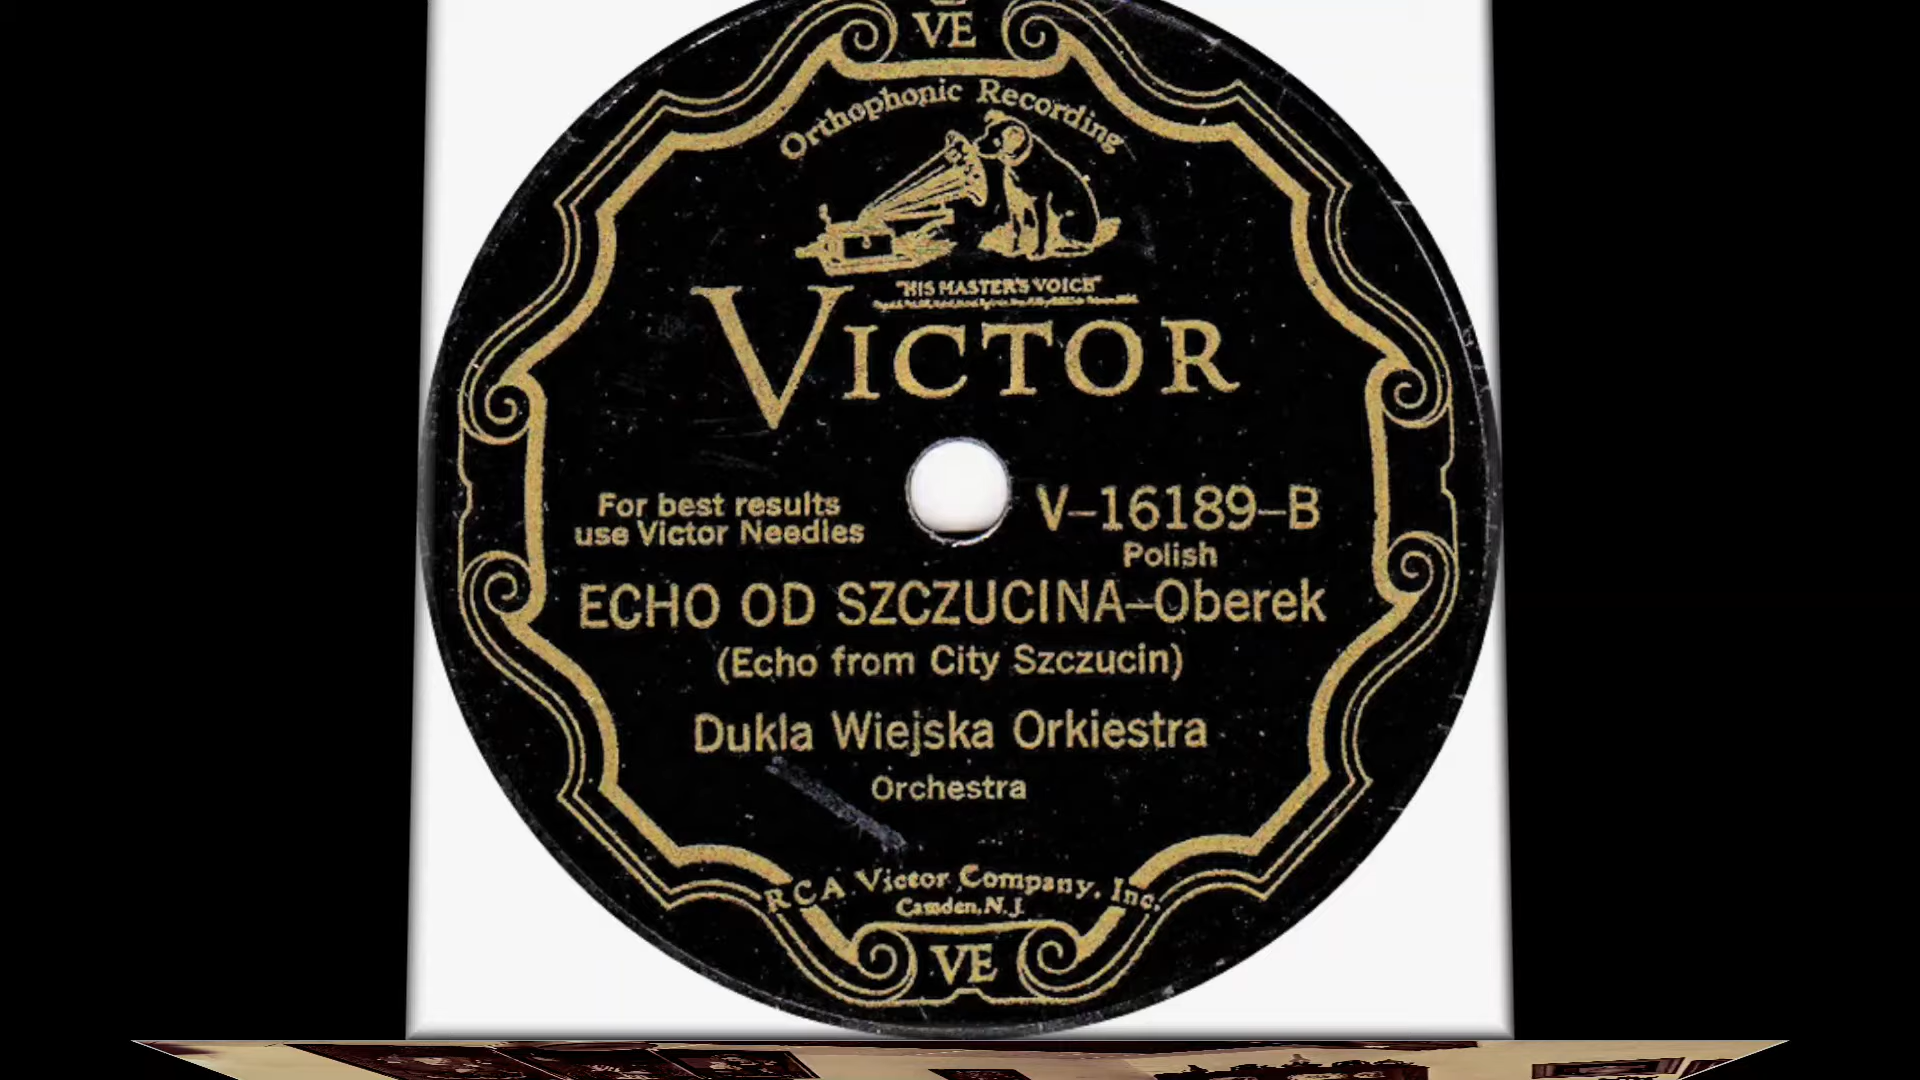 VE
Orthophonic Recording
"HIS MASTER'S VOICE"
VICTOR
For best results
use Victor Needles
V–16189–B
Polish
ECHO OD SZCZUCINA–Oberek
(Echo from City Szczucin)
Dukla Wiejska Orkiestra
Orchestra
RCA Victor Company, Inc.
Camden, N. J.
VE